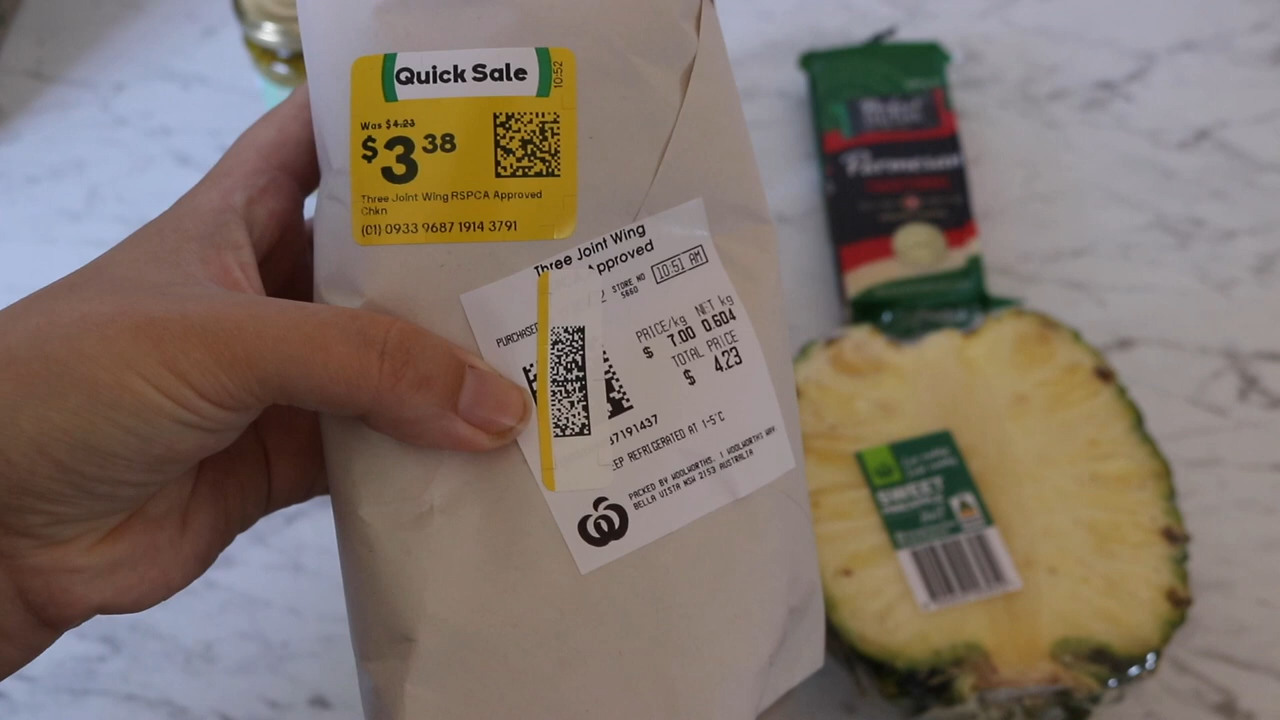 Quick Sale
10:52
Was $4.23
$3 38
Three Joint Wing RSPCA Approved
Chkn
(01) 0933 9687 1914 3791
Three Joint Wing
Approved
STORE NO
5660
10:51 AM
PURCHASED
PRICE/kg NET kg
$ 7.00 0.604
TOTAL PRICE
$ 4.23
37191437
EP REFRIGERATED AT 1-5°C
PACKED BY WOOLWORTHS, 1 WOOLWORTHS WAY,
BELLA VISTA NSW 2153 AUSTRALIA
Parmesan
SWEET